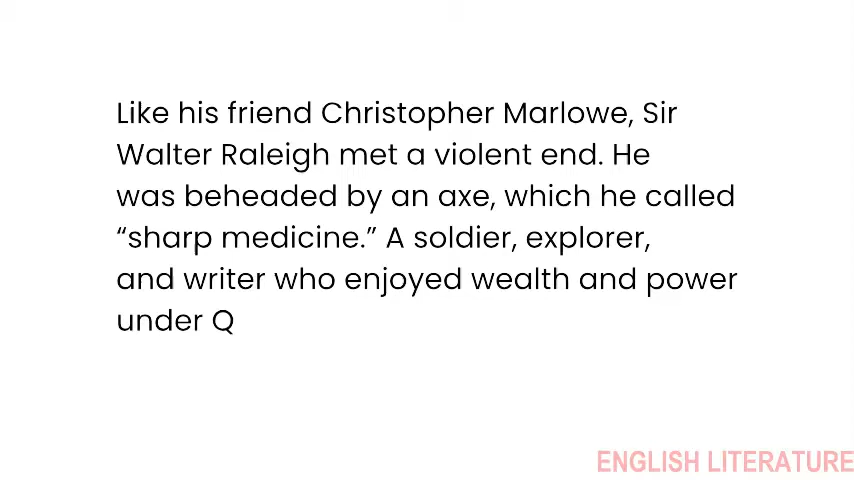 Like his friend Christopher Marlowe, Sir
Walter Raleigh met a violent end. He
was beheaded by an axe, which he called
“sharp medicine.” A soldier, explorer,
and writer who enjoyed wealth and power
under Q
ENGLISH LITERATURE